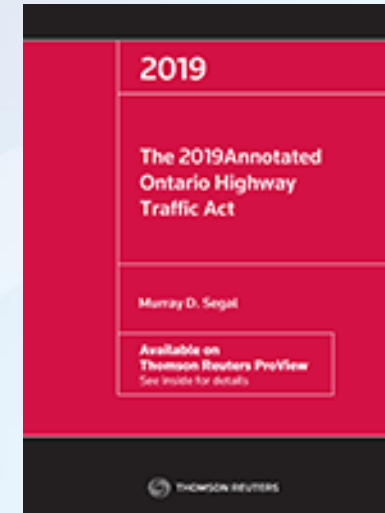 2019
The 2019Annotated
Ontario Highway
Traffic Act
Murray D. Segal
Available on
Thomson Reuters ProView
See inside for details
THOMSON REUTERS